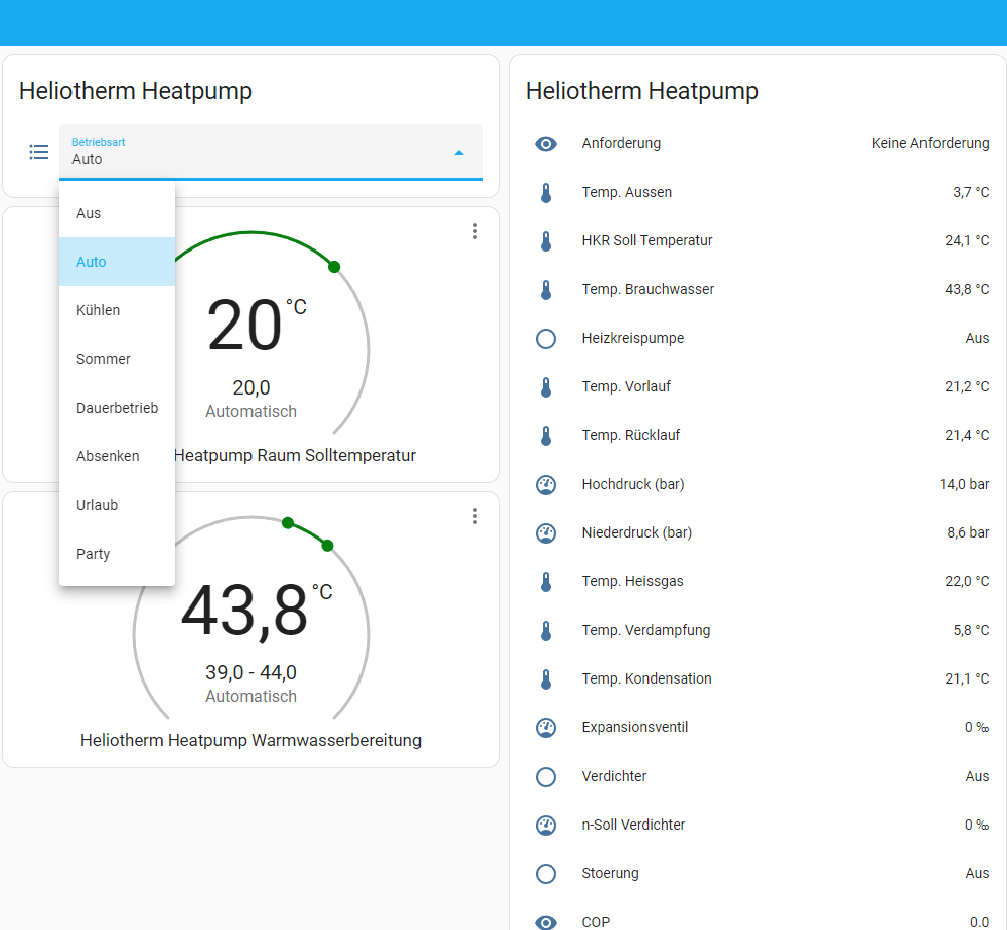 Heliotherm Heatpump
Betriebsart
Auto
Aus
Auto
Kühlen
Sommer
Dauerbetrieb
Absenken
Urlaub
Party
20 °C
20,0
Automatisch
Heatpump Raum Solltemperatur
43,8 °C
39,0 - 44,0
Automatisch
Heliotherm Heatpump Warmwasserbereitung
Heliotherm Heatpump
Anforderung Keine Anforderung
Temp. Aussen 3,7 °C
HKR Soll Temperatur 24,1 °C
Temp. Brauchwasser 43,8 °C
Heizkreispumpe Aus
Temp. Vorlauf 21,2 °C
Temp. Rücklauf 21,4 °C
Hochdruck (bar) 14,0 bar
Niederdruck (bar) 8,6 bar
Temp. Heissgas 22,0 °C
Temp. Verdampfung 5,8 °C
Temp. Kondensation 21,1 °C
Expansionsventil 0 ‰
Verdichter Aus
n-Soll Verdichter 0 ‰
Stoerung Aus
COP 0.0